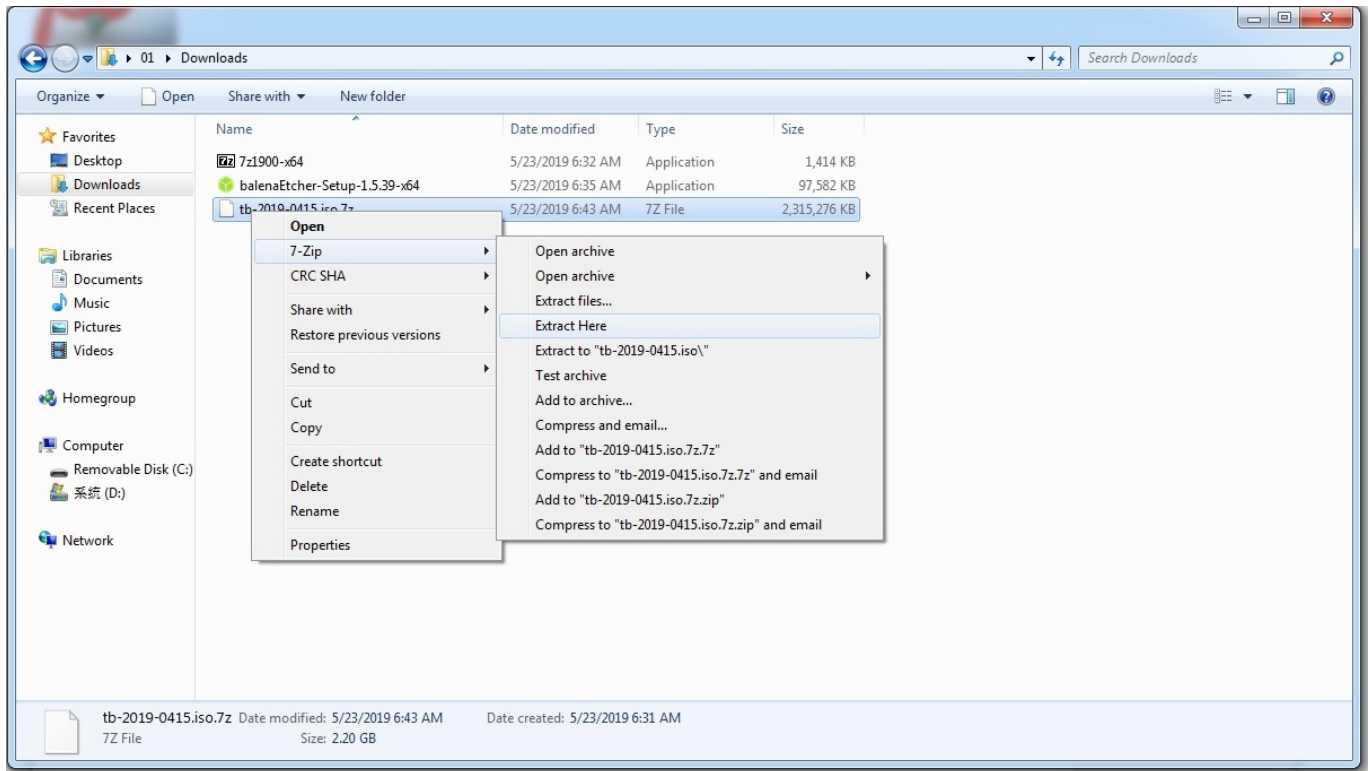 01 Downloads
Search Downloads
Organize Open Share with New folder
Name Date modified Type Size
7z1900-x64 5/23/2019 6:32 AM Application 1,414 KB
balenaEtcher-Setup-1.5.39-x64 5/23/2019 6:35 AM Application 97,582 KB
tb-2019-0415.iso.7z 5/23/2019 6:43 AM 7Z File 2,315,276 KB
Favorites
Desktop
Downloads
Recent Places
Libraries
Documents
Music
Pictures
Videos
Homegroup
Computer
Removable Disk (C:)
系统 (D:)
Network
Open
7-Zip
CRC SHA
Share with
Restore previous versions
Send to
Cut
Copy
Create shortcut
Delete
Rename
Properties
Open archive
Open archive
Extract files...
Extract Here
Extract to "tb-2019-0415.iso\"
Test archive
Add to archive...
Compress and email...
Add to "tb-2019-0415.iso.7z.7z"
Compress to "tb-2019-0415.iso.7z.7z" and email
Add to "tb-2019-0415.iso.7z.zip"
Compress to "tb-2019-0415.iso.7z.zip" and email
tb-2019-0415.iso.7z Date modified: 5/23/2019 6:43 AM Date created: 5/23/2019 6:31 AM
7Z File Size: 2.20 GB